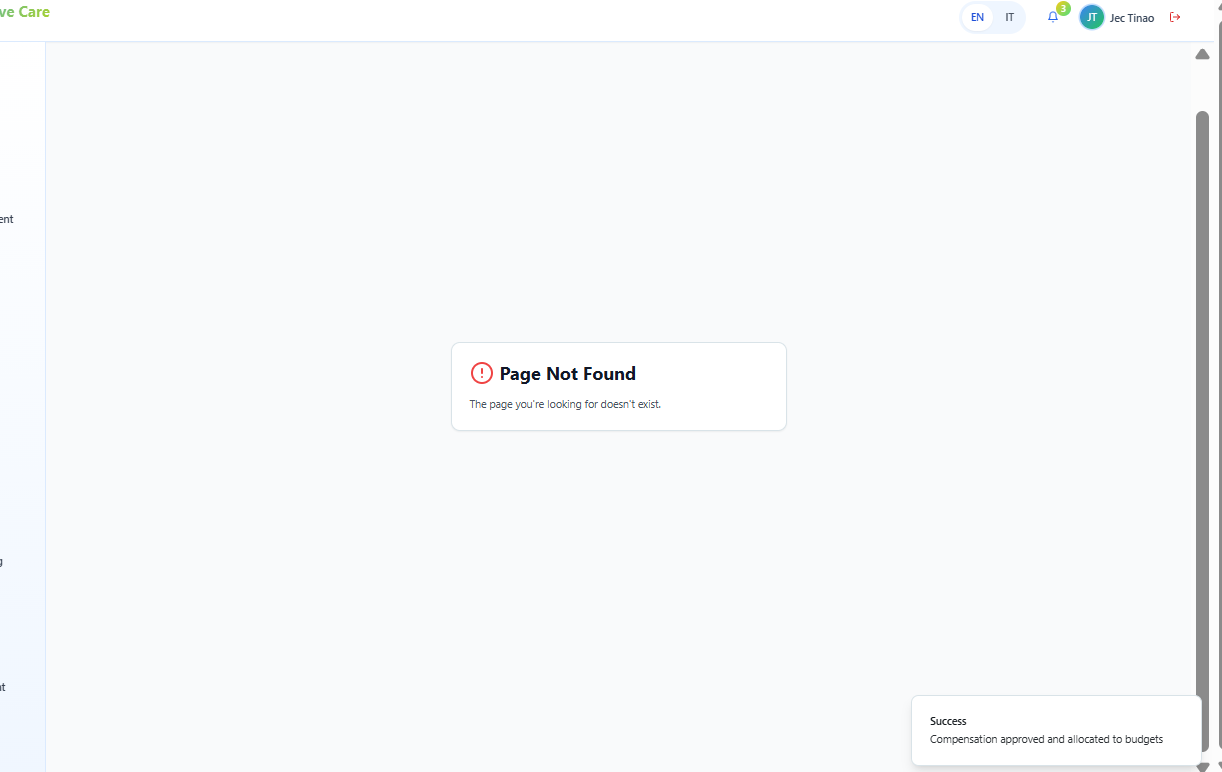 ve Care
EN IT
3
JT Jec Tinao
ent
Page Not Found
The page you're looking for doesn't exist.
g
nt
Success
Compensation approved and allocated to budgets